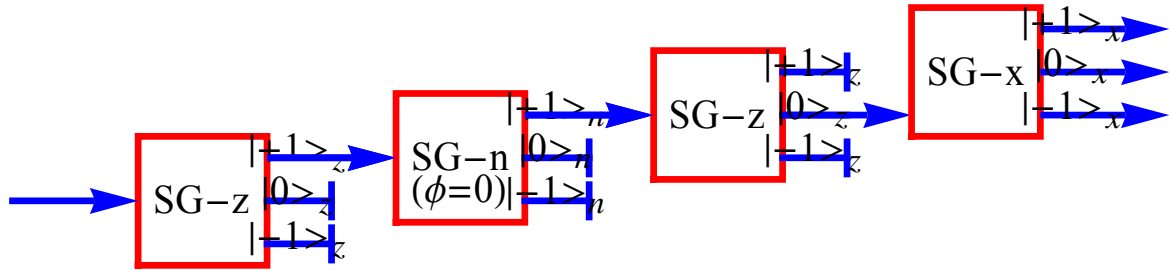 SG−z
|+1>z
|0>z
|−1>z
SG−n
(ϕ=0)
|+1>n
|0>n
|−1>n
SG−z
|+1>z
|0>z
|−1>z
SG−x
|+1>x
|0>x
|−1>x